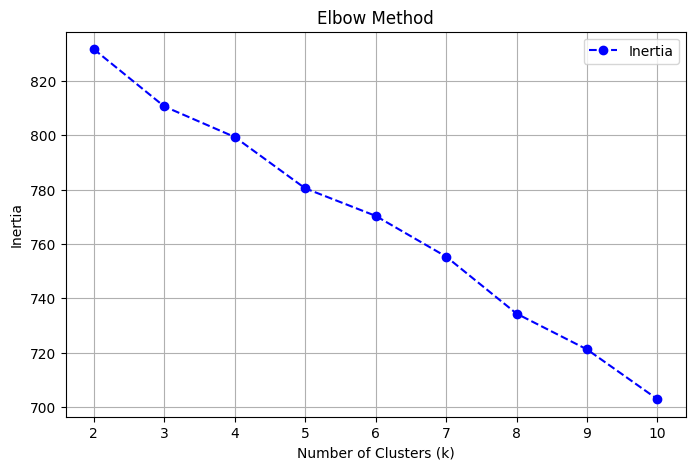 Elbow Method
Inertia
820
800
780
760
740
720
700
Inertia
2 3 4 5 6 7 8 9 10
Number of Clusters (k)